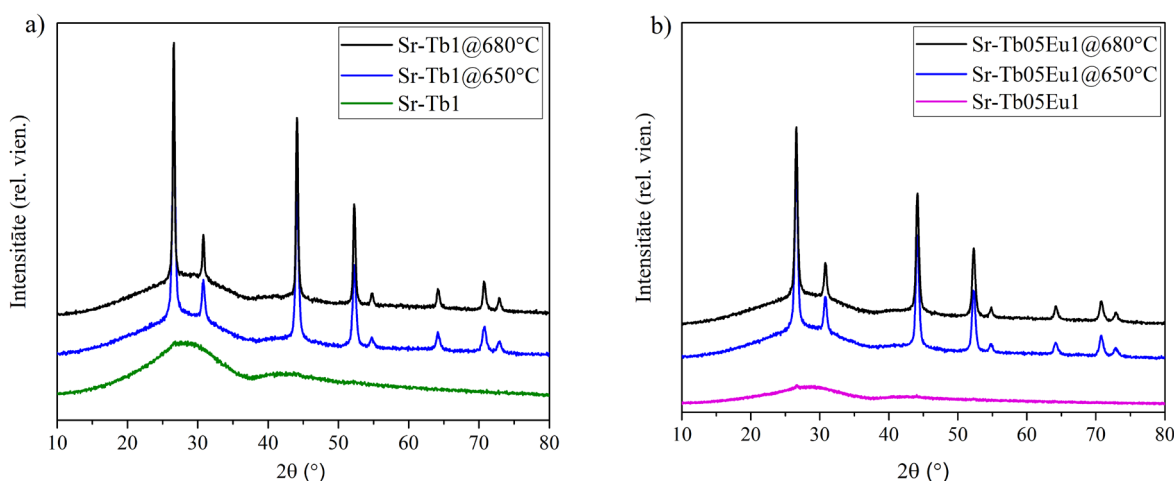 a)
Sr-Tb1@680°C
Sr-Tb1@650°C
Sr-Tb1
Intensitāte (rel. vien.)
10 20 30 40 50 60 70 80
2θ (°)
b)
Sr-Tb05Eu1@680°C
Sr-Tb05Eu1@650°C
Sr-Tb05Eu1
Intensitāte (rel. vien.)
10 20 30 40 50 60 70 80
2θ (°)